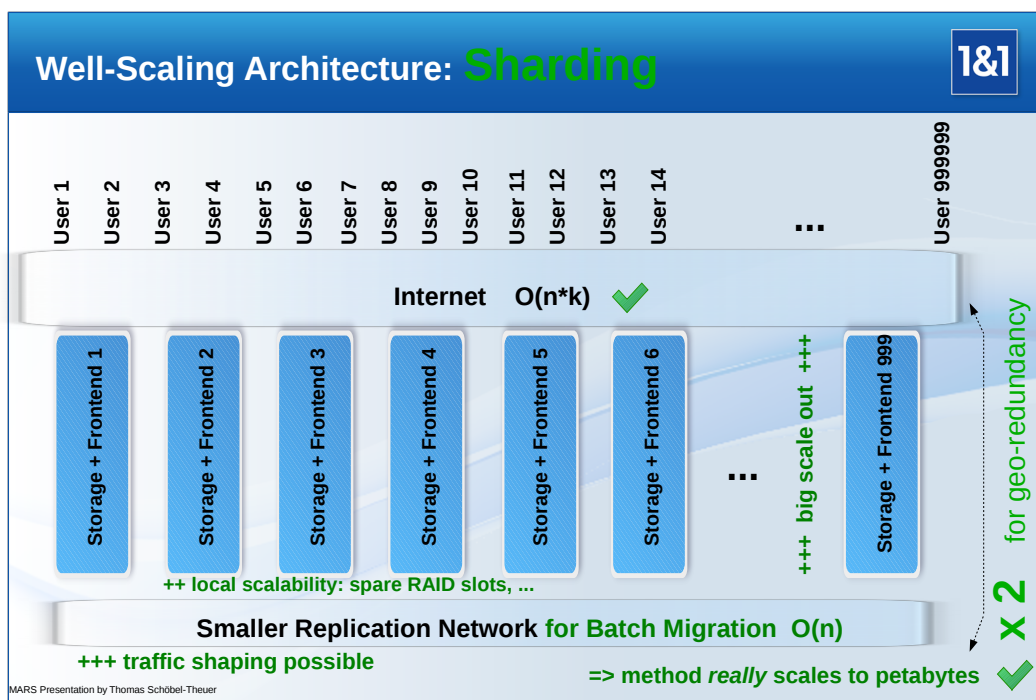 Well-Scaling Architecture: Sharding
1&1
User 1
User 2
User 3
User 4
User 5
User 6
User 7
User 8
User 9
User 10
User 11
User 12
User 13
User 14
...
User 999999
Internet O(n*k)
Storage + Frontend 1
Storage + Frontend 2
Storage + Frontend 3
Storage + Frontend 4
Storage + Frontend 5
Storage + Frontend 6
...
+++ big scale out +++
Storage + Frontend 999
x 2 for geo-redundancy
++ local scalability: spare RAID slots, ...
Smaller Replication Network for Batch Migration O(n)
+++ traffic shaping possible
=> method really scales to petabytes
MARS Presentation by Thomas Schöbel-Theuer